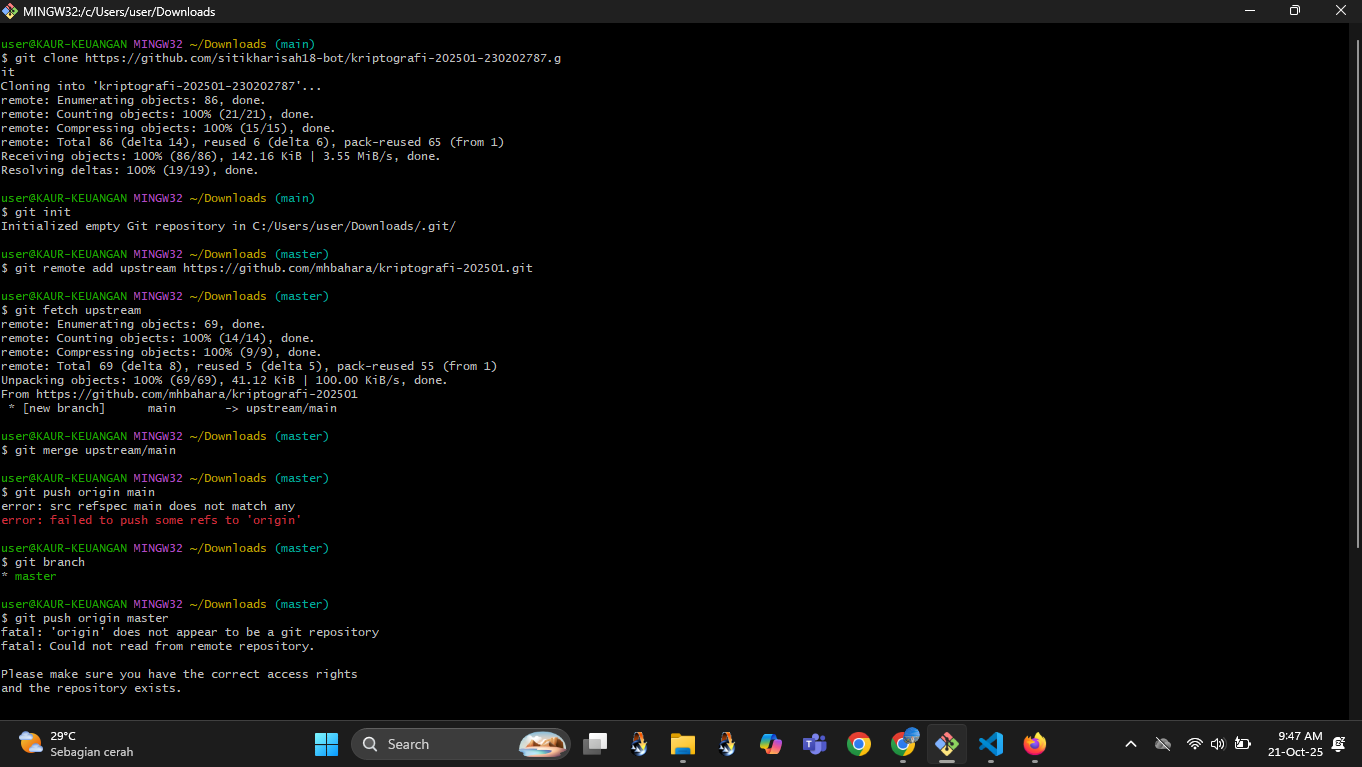 MINGW32:/c/Users/user/Downloads
user@KAUR-KEUANGAN MINGW32 ~/Downloads (main)
$ git clone https://github.com/sitikharisah18-bot/kriptografi-202501-230202787.g
it
Cloning into 'kriptografi-202501-230202787'...
remote: Enumerating objects: 86, done.
remote: Counting objects: 100% (21/21), done.
remote: Compressing objects: 100% (15/15), done.
remote: Total 86 (delta 14), reused 6 (delta 6), pack-reused 65 (from 1)
Receiving objects: 100% (86/86), 142.16 KiB | 3.55 MiB/s, done.
Resolving deltas: 100% (19/19), done.
user@KAUR-KEUANGAN MINGW32 ~/Downloads (main)
$ git init
Initialized empty Git repository in C:/Users/user/Downloads/.git/
user@KAUR-KEUANGAN MINGW32 ~/Downloads (master)
$ git remote add upstream https://github.com/mhbahara/kriptografi-202501.git
user@KAUR-KEUANGAN MINGW32 ~/Downloads (master)
$ git fetch upstream
remote: Enumerating objects: 69, done.
remote: Counting objects: 100% (14/14), done.
remote: Compressing objects: 100% (9/9), done.
remote: Total 69 (delta 8), reused 5 (delta 5), pack-reused 55 (from 1)
Unpacking objects: 100% (69/69), 41.12 KiB | 100.00 KiB/s, done.
From https://github.com/mhbahara/kriptografi-202501
 * [new branch]      main       -> upstream/main
user@KAUR-KEUANGAN MINGW32 ~/Downloads (master)
$ git merge upstream/main
user@KAUR-KEUANGAN MINGW32 ~/Downloads (master)
$ git push origin main
error: src refspec main does not match any
error: failed to push some refs to 'origin'
user@KAUR-KEUANGAN MINGW32 ~/Downloads (master)
$ git branch
* master
user@KAUR-KEUANGAN MINGW32 ~/Downloads (master)
$ git push origin master
fatal: 'origin' does not appear to be a git repository
fatal: Could not read from remote repository.
Please make sure you have the correct access rights
and the repository exists.
29°C
Sebagian cerah
Search
9:47 AM
21-Oct-25